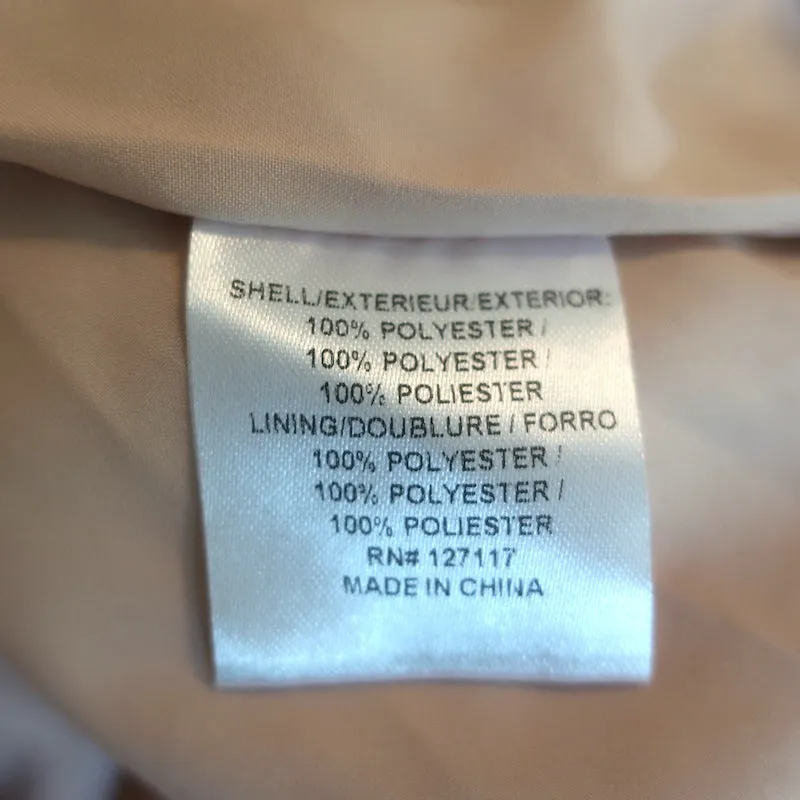 SHELL/EXTERIEUR/EXTERIOR:
100% POLYESTER /
100% POLYESTER /
100% POLIESTER
LINING/DOUBLURE / FORRO
100% POLYESTER /
100% POLYESTER /
100% POLIESTER
RN# 127117
MADE IN CHINA